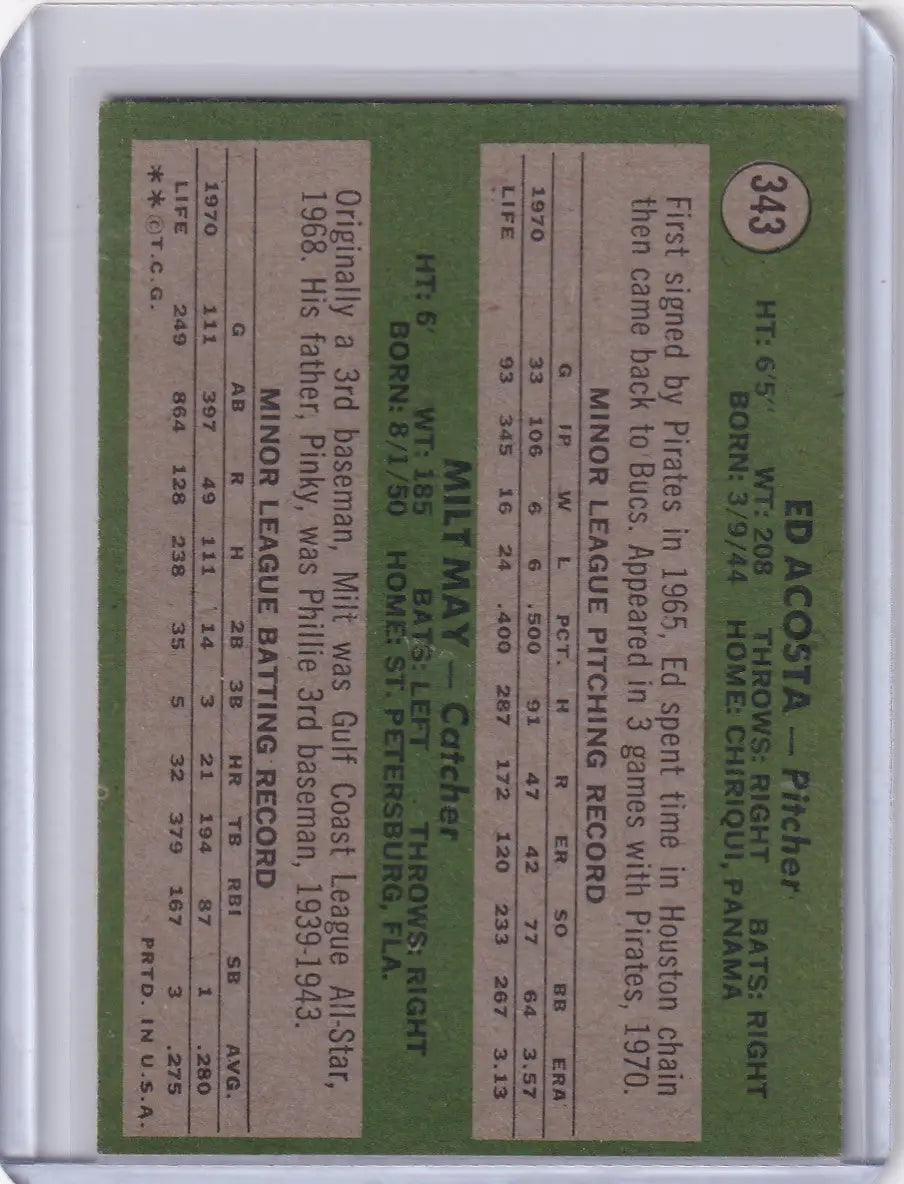 343
ED ACOSTA — Pitcher
HT: 6'5" WT: 208 THROWS: RIGHT BATS: RIGHT
BORN: 3/9/44 HOME: CHIRIQUI, PANAMA
First signed by Pirates in 1965, Ed spent time in Houston chain
then came back to Bucs. Appeared in 3 games with Pirates, 1970.
MINOR LEAGUE PITCHING RECORD
G IP W L PCT. H R ER SO BB ERA
1970 33 106 6 6 .500 91 47 42 77 64 3.57
LIFE 93 345 16 24 .400 287 172 120 233 267 3.13
MILT MAY — Catcher
HT: 6' WT: 185 BATS: LEFT THROWS: RIGHT
BORN: 8/1/50 HOME: ST. PETERSBURG, FLA.
Originally a 3rd baseman, Milt was Gulf Coast League All-Star,
1968. His father, Pinky, was Phillie 3rd baseman, 1939-1943.
MINOR LEAGUE BATTING RECORD
G AB R H 2B 3B HR TB RBI SB AVG.
1970 111 397 49 111 14 3 21 194 87 1 .280
LIFE 249 864 128 238 35 5 32 379 167 3 .275
**©T.C.G. PRTD. IN U.S.A.